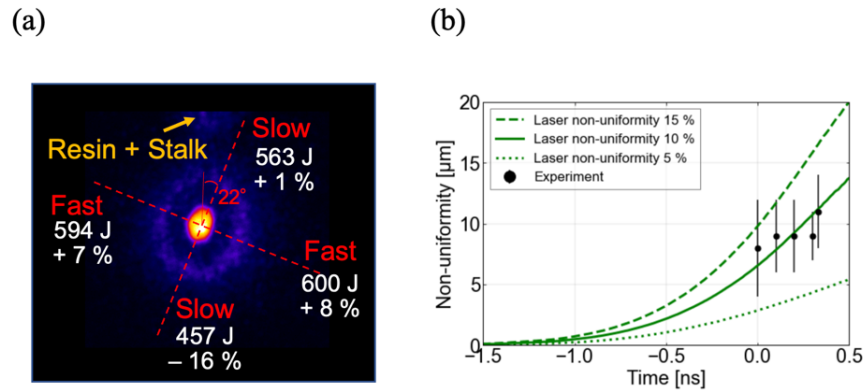 (a)
(b)
Resin + Stalk
Slow
563 J
+ 1 %
22°
Fast
594 J
+ 7 %
Fast
600 J
+ 8 %
Slow
457 J
– 16 %
Non-uniformity [μm]
20
15
10
5
0
Laser non-uniformity 15 %
Laser non-uniformity 10 %
Laser non-uniformity 5 %
Experiment
−1.5
−1.0
−0.5
0.0
0.5
Time [ns]